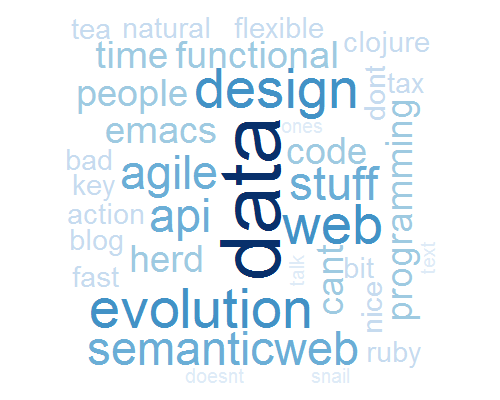 tea natural flexible
time functional clojure
people design dont tax
emacs ones
data
code
programming
bad agile stuff
key
action api web
blog herd cant bit text
talk
fast nice
evolution
semanticweb ruby
doesnt snail